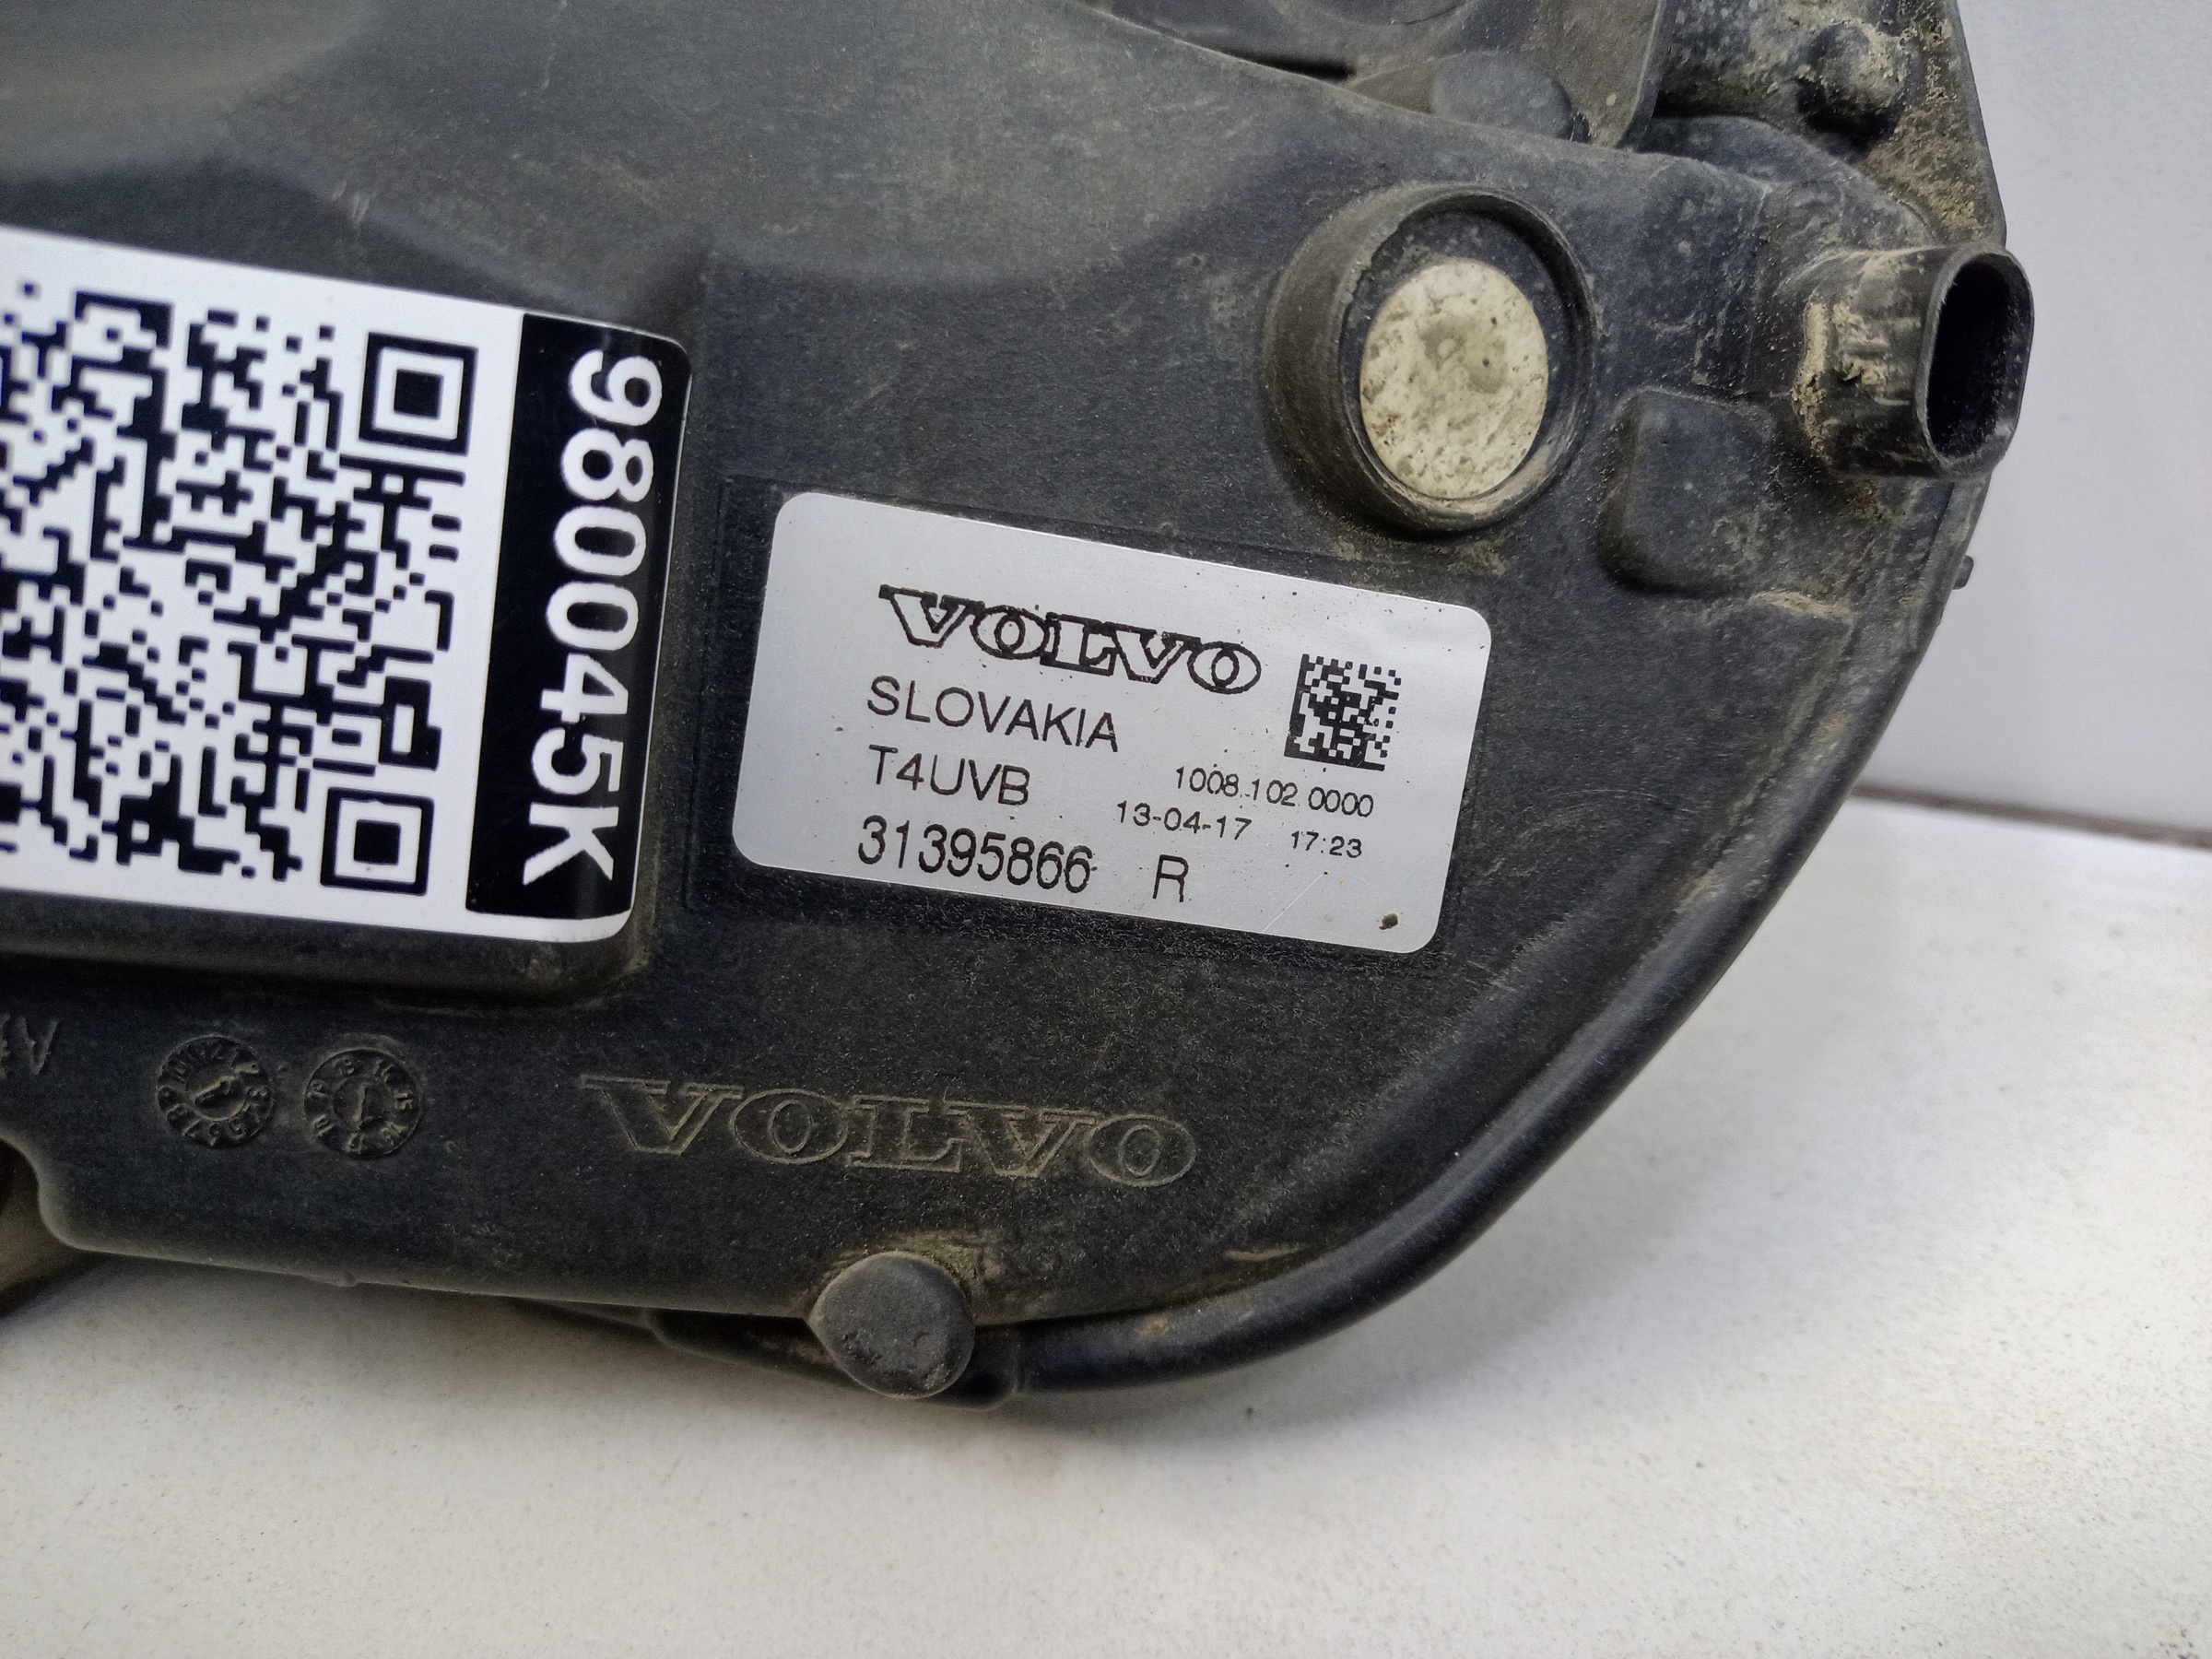 980045K
VOLVO
SLOVAKIA
T4UVB
1008.102.0000
13-04-17 17:23
31395866 R
VOLVO